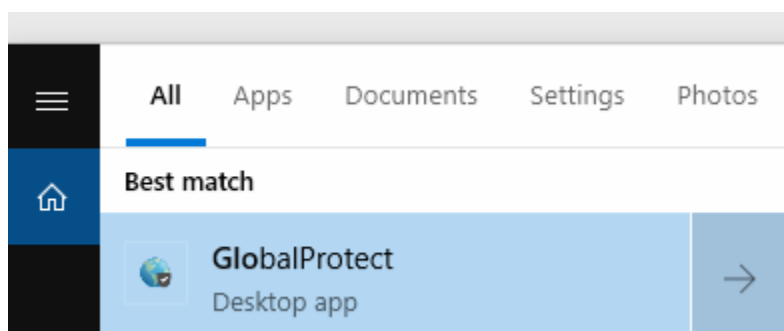 All Apps Documents Settings Photos
Best match
GlobalProtect
Desktop app